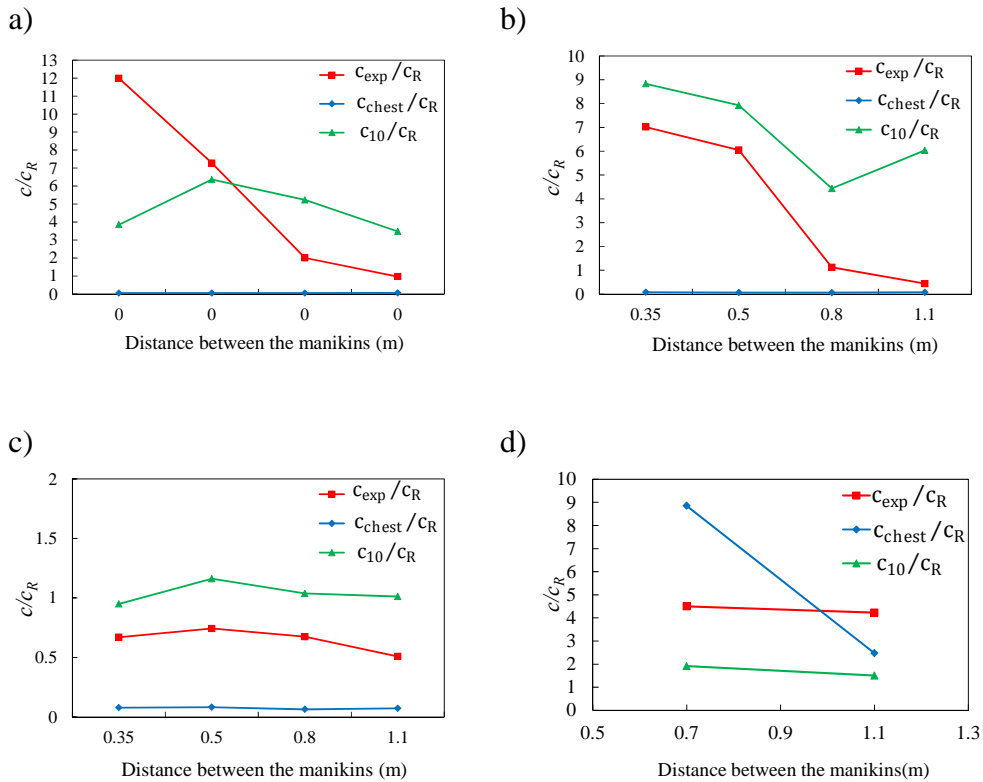 a)
13
12
11
10
9
8
7
6
5
4
3
2
1
0
c/c_R
c_exp/c_R
c_chest/c_R
c_10/c_R
0 0 0 0
Distance between the manikins (m)
b)
10
9
8
7
6
5
4
3
2
1
0
c/c_R
c_exp/c_R
c_chest/c_R
c_10/c_R
0.35 0.5 0.8 1.1
Distance between the manikins (m)
c)
2
1.5
1
0.5
0
c/c_R
c_exp/c_R
c_chest/c_R
c_10/c_R
0.35 0.5 0.8 1.1
Distance between the manikins (m)
d)
10
9
8
7
6
5
4
3
2
1
0
c/c_R
c_exp/c_R
c_chest/c_R
c_10/c_R
0.5 0.7 0.9 1.1 1.3
Distance between the manikins(m)